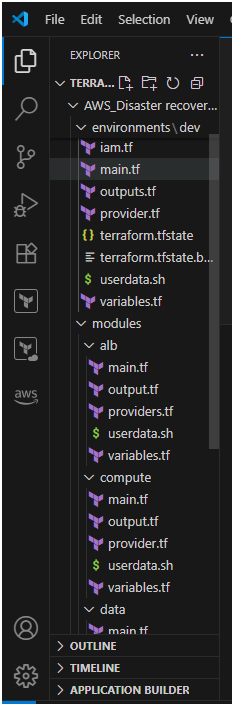 File Edit Selection View
EXPLORER ...
TERRA...
AWS_Disaster recover...
environments\dev
iam.tf
main.tf
outputs.tf
provider.tf
{} terraform.tfstate
terraform.tfstate.b...
$ userdata.sh
variables.tf
modules
alb
main.tf
output.tf
providers.tf
$ userdata.sh
variables.tf
compute
main.tf
output.tf
provider.tf
$ userdata.sh
variables.tf
data
main.tf
OUTLINE
TIMELINE
APPLICATION BUILDER
aws